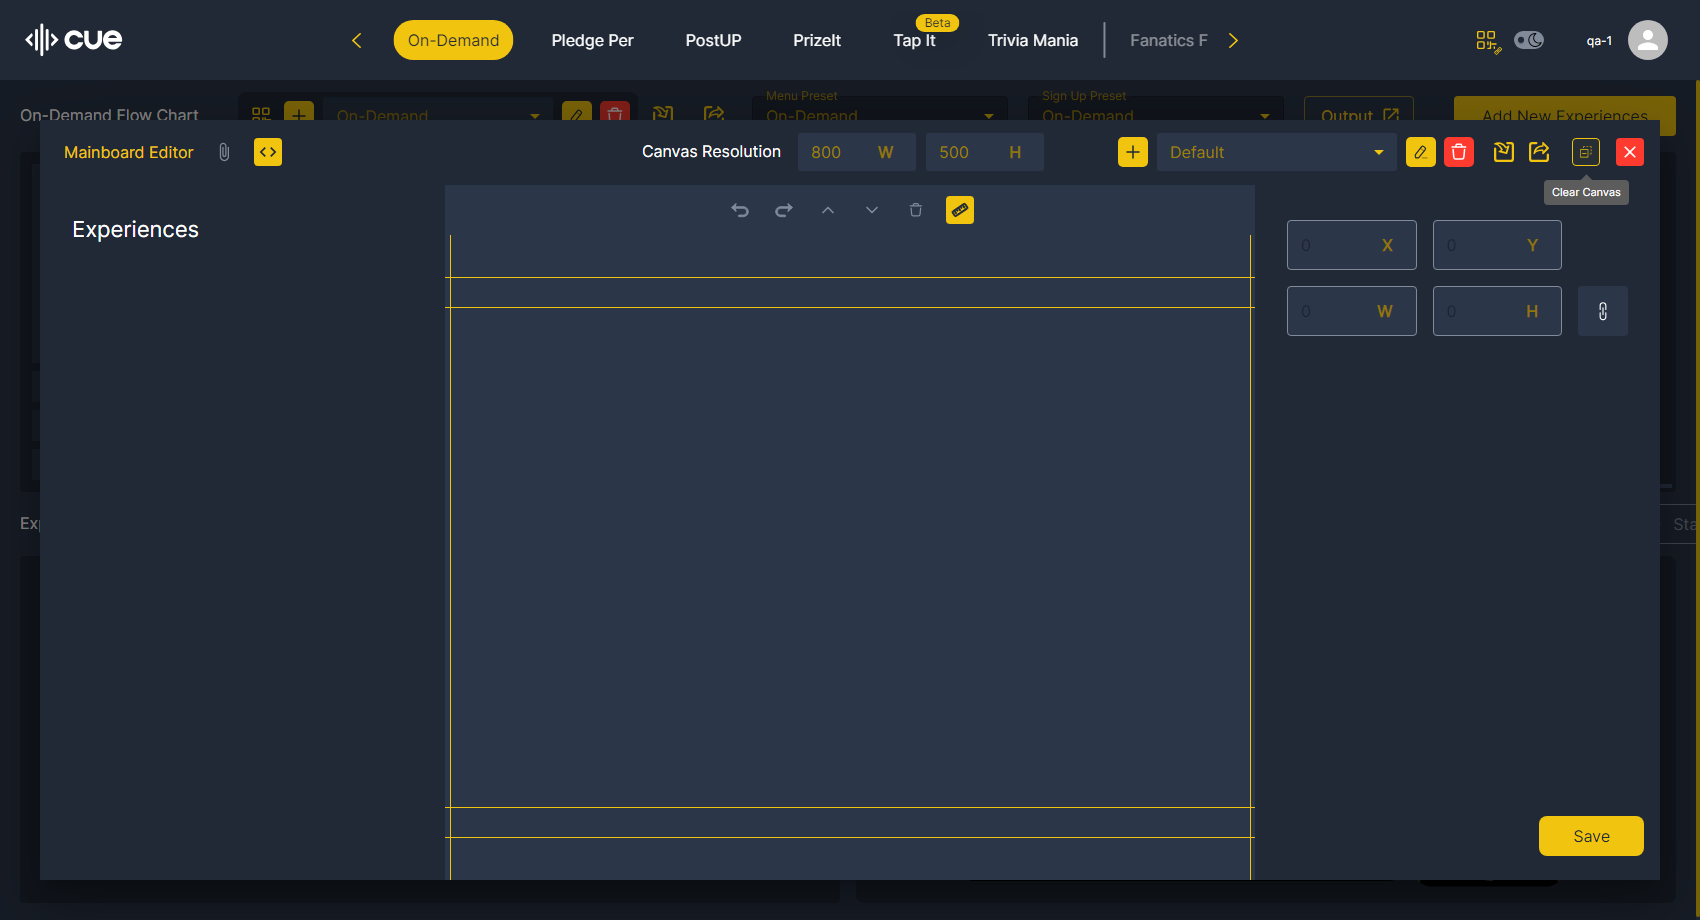 cue
On-Demand
Pledge Per
PostUP
PrizeIt
Beta
Tap It
Trivia Mania
Fanatics F
qa-1
On-Demand Flow Chart
On-Demand
Menu Preset
On-Demand
Sign Up Preset
On-Demand
Output
Add New Experiences
Mainboard Editor
Canvas Resolution
800 W
500 H
Default
Clear Canvas
Experiences
0 X
0 Y
0 W
0 H
Exp
Sta
Save